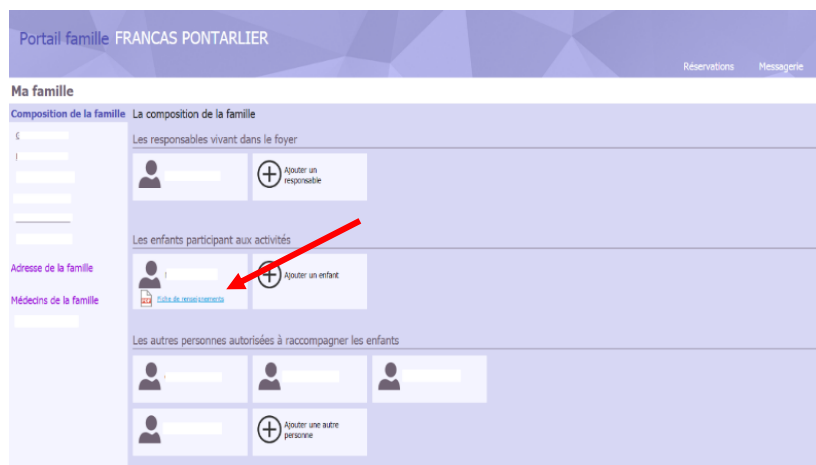 Portail famille FRANCAS PONTARLIER
Réservations Messagerie
Ma famille
Composition de la famille
La composition de la famille
Les responsables vivant dans le foyer
Ajouter un
responsable
Les enfants participant aux activités
Ajouter un enfant
Fiche de renseignements
Adresse de la famille
Médecins de la famille
Les autres personnes autorisées à raccompagner les enfants
Ajouter une autre
personne